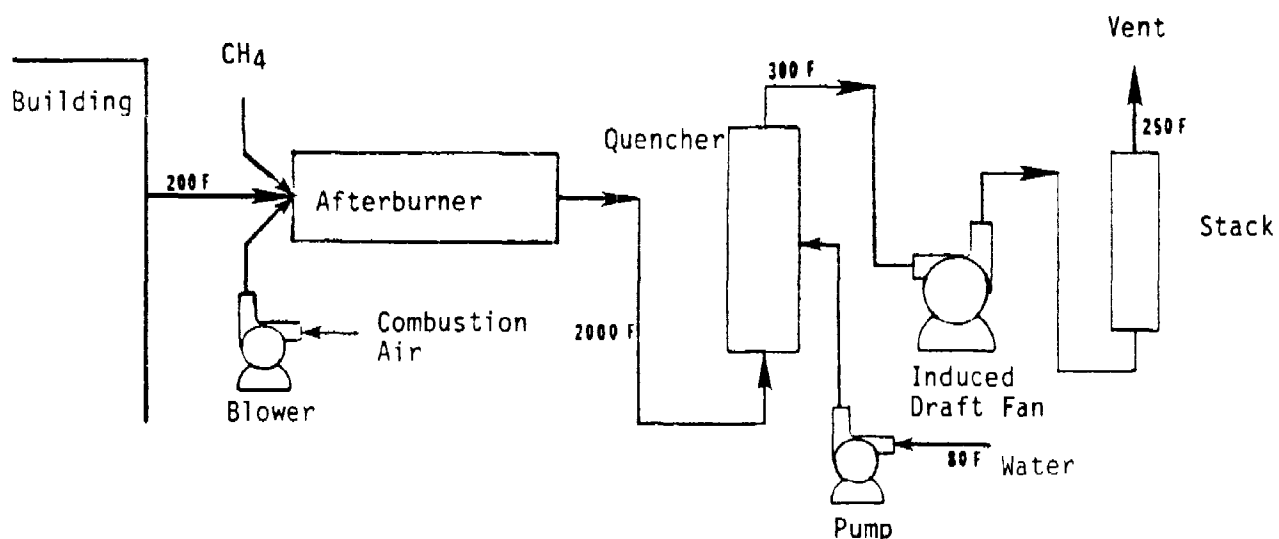 CH4
Building
200 F
Afterburner
Combustion
Air
Blower
2000 F
Quencher
300 F
Induced
Draft Fan
80 F
Water
Pump
Vent
250 F
Stack